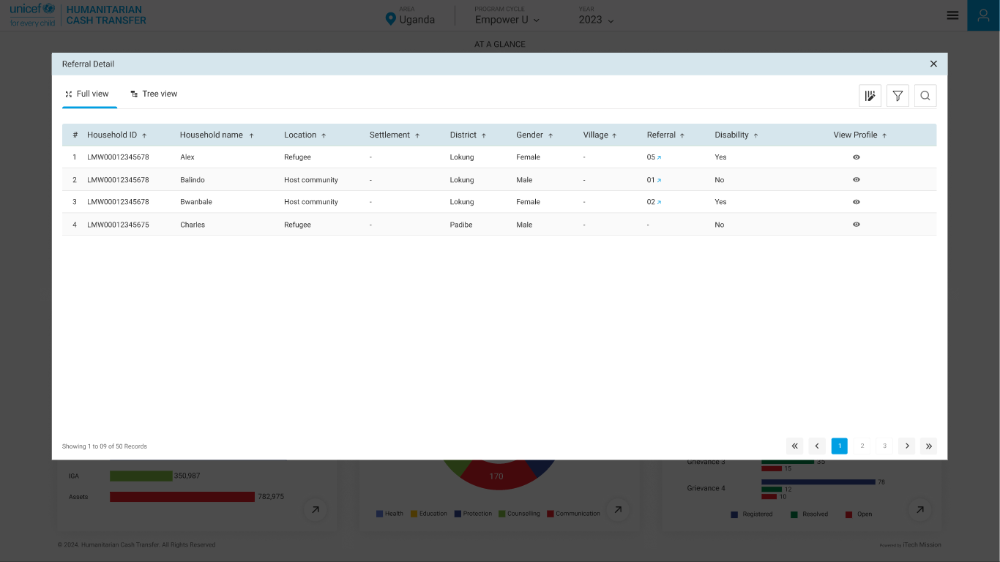 unicef
for every child
HUMANITARIAN
CASH TRANSFER
AREA
Uganda
PROGRAM CYCLE
Empower U
YEAR
2023
AT A GLANCE
Referral Detail
Full view
Tree view
# Household ID Household name Location Settlement District Gender Village Referral Disability View Profile
1 LMW00012345678 Alex Refugee - Lokung Female - 05 Yes
2 LMW00012345678 Balindo Host community - Lokung Male - 01 No
3 LMW00012345678 Bwanbale Host community - Lokung Female - 02 Yes
4 LMW00012345675 Charles Refugee - Padibe Male - - No
Showing 1 to 09 of 50 Records
1 2 3
IGA 350,987
Assets 782,975
170
Health Education Protection Counselling Communication
Grievance 3 35
15
Grievance 4 78
12
10
Registered Resolved Open
© 2024. Humanitarian Cash Transfer. All Rights Reserved
Powered by iTech Mission